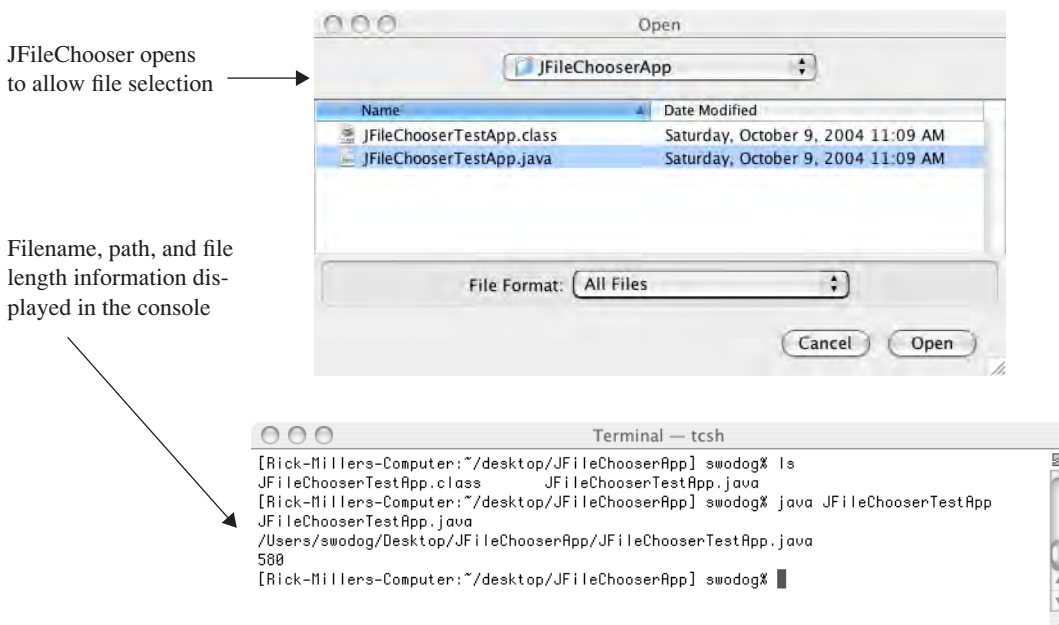 JFileChooser opens
to allow file selection
Open
JFileChooserApp
Name Date Modified
JFileChooserTestApp.class Saturday, October 9, 2004 11:09 AM
JFileChooserTestApp.java Saturday, October 9, 2004 11:09 AM
File Format: All Files
Cancel Open
Filename, path, and file
length information dis-
played in the console
Terminal — tcsh
[Rick-Millers-Computer:~/desktop/JFileChooserApp] swodog% ls
JFileChooserTestApp.class JFileChooserTestApp.java
[Rick-Millers-Computer:~/desktop/JFileChooserApp] swodog% java JFileChooserTestApp
JFileChooserTestApp.java
/Users/swodog/Desktop/JFileChooserApp/JFileChooserTestApp.java
580
[Rick-Millers-Computer:~/desktop/JFileChooserApp] swodog%